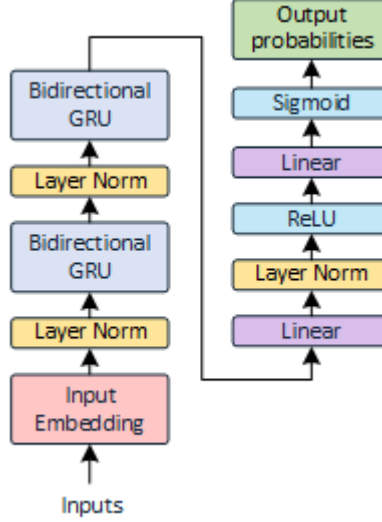 Output
probabilities
Sigmoid
Linear
ReLU
Layer Norm
Linear
Bidirectional
GRU
Layer Norm
Bidirectional
GRU
Layer Norm
Input
Embedding
Inputs